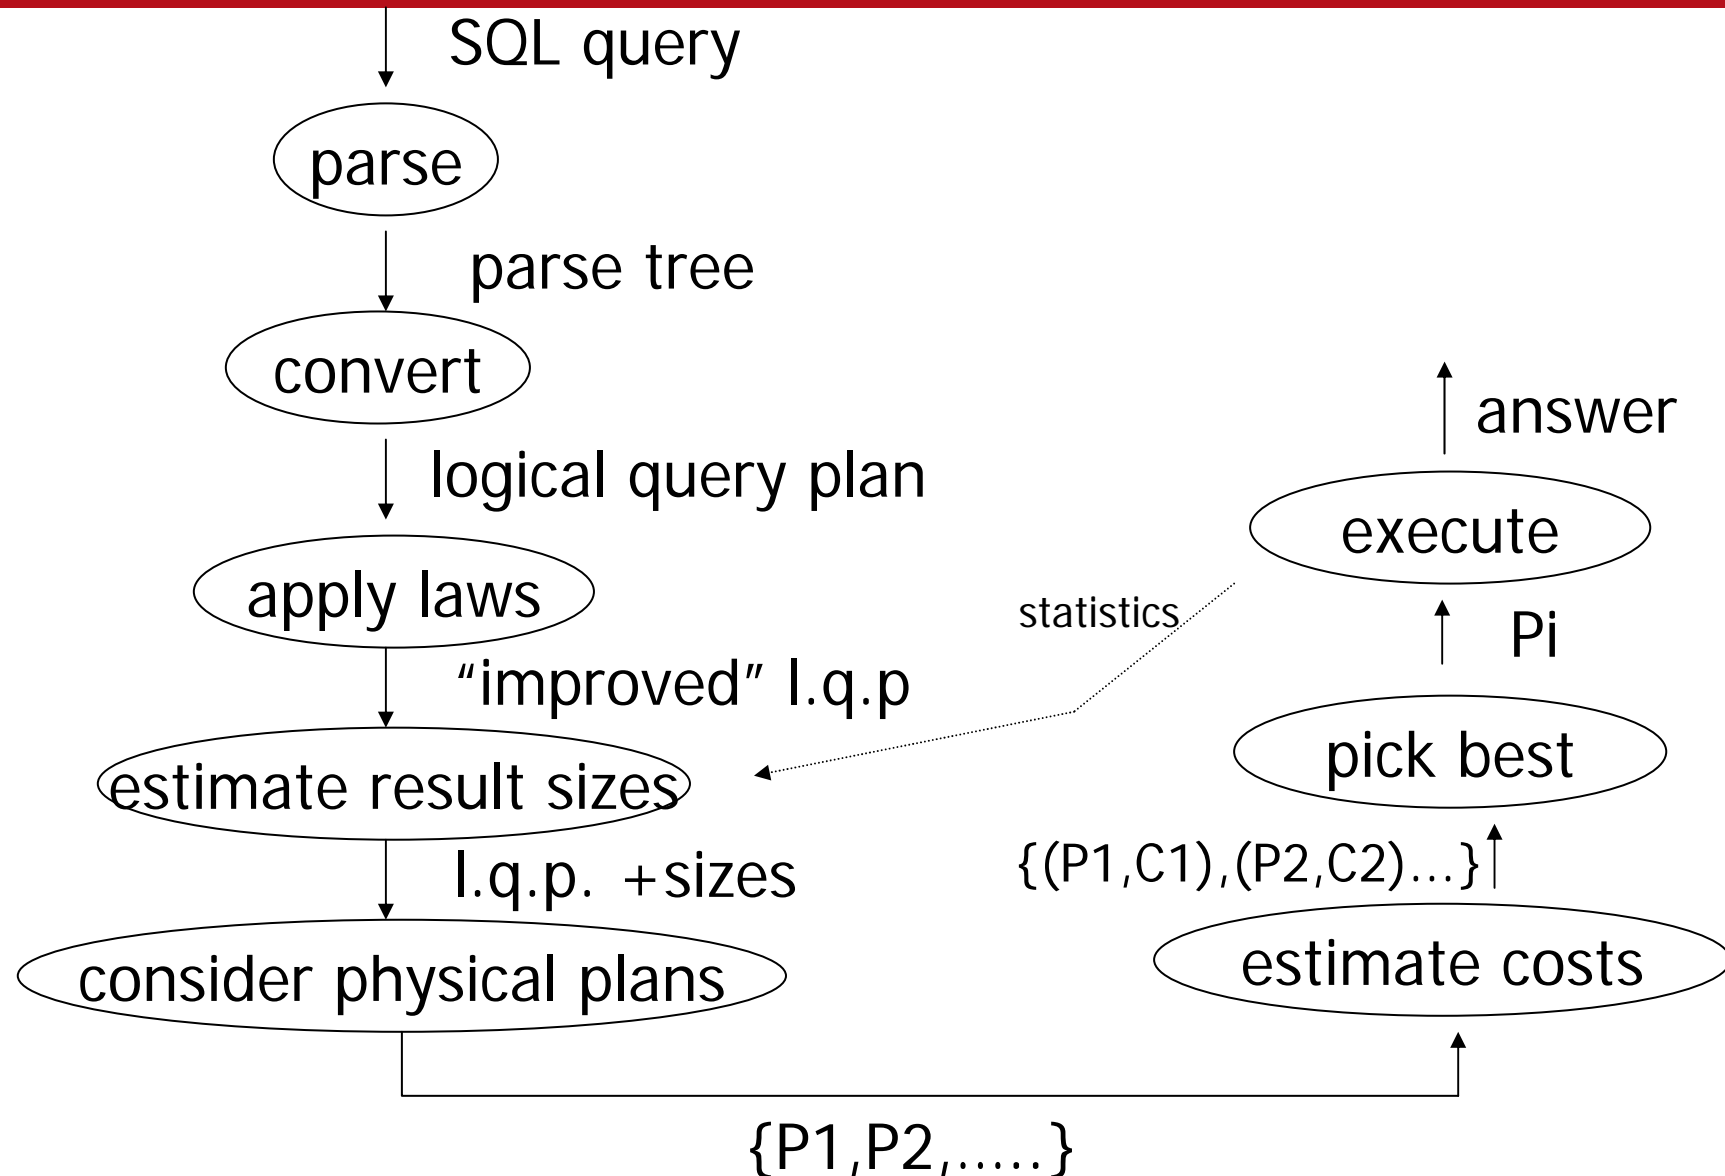 SQL query
parse
parse tree
convert
logical query plan
apply laws
“improved” l.q.p
estimate result sizes
l.q.p. +sizes
consider physical plans
{P1,P2,.....}
estimate costs
{(P1,C1),(P2,C2)...}
pick best
Pi
execute
statistics
answer